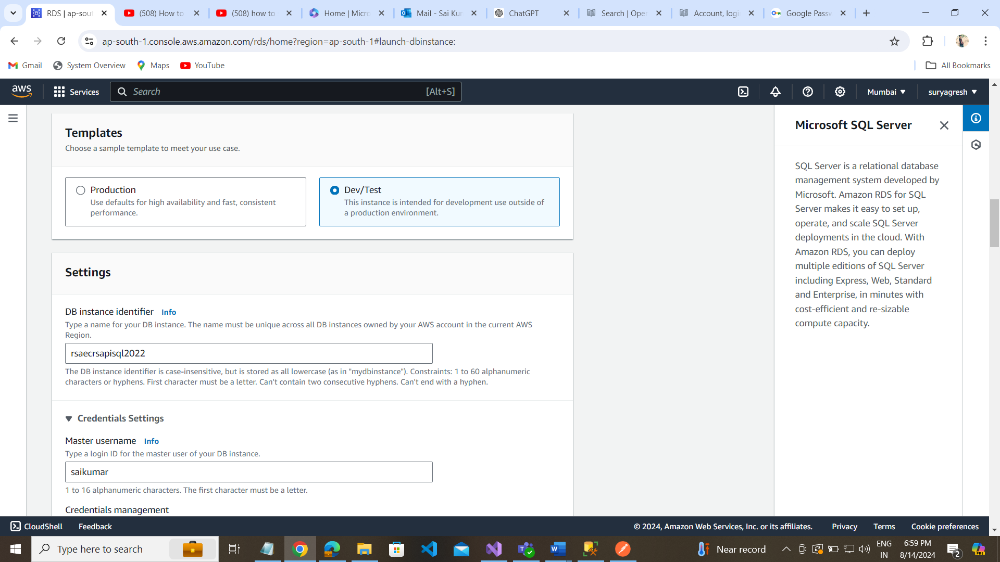 RDS | ap-sout
(508) How to
(508) how to
Home | Micro
Mail - Sai Kur
ChatGPT
Search | Oper
Account, logi
Google Passw
ap-south-1.console.aws.amazon.com/rds/home?region=ap-south-1#launch-dbinstance:
Gmail
System Overview
Maps
YouTube
All Bookmarks
aws
Services
Search
[Alt+S]
Mumbai
suryagresh
Templates
Choose a sample template to meet your use case.
Production
Use defaults for high availability and fast, consistent
performance.
Dev/Test
This instance is intended for development use outside of
a production environment.
Settings
DB instance identifier Info
Type a name for your DB instance. The name must be unique across all DB instances owned by your AWS account in the current AWS
Region.
rsaecrsapisql2022
The DB instance identifier is case-insensitive, but is stored as all lowercase (as in "mydbinstance"). Constraints: 1 to 60 alphanumeric
characters or hyphens. First character must be a letter. Can't contain two consecutive hyphens. Can't end with a hyphen.
Credentials Settings
Master username Info
Type a login ID for the master user of your DB instance.
saikumar
1 to 16 alphanumeric characters. The first character must be a letter.
Credentials management
Microsoft SQL Server
SQL Server is a relational database
management system developed by
Microsoft. Amazon RDS for SQL
Server makes it easy to set up,
operate, and scale SQL Server
deployments in the cloud. With
Amazon RDS, you can deploy
multiple editions of SQL Server
including Express, Web, Standard
and Enterprise, in minutes with
cost-efficient and re-sizable
compute capacity.
CloudShell
Feedback
© 2024, Amazon Web Services, Inc. or its affiliates.
Privacy
Terms
Cookie preferences
Type here to search
Near record
ENG
IN
6:59 PM
8/14/2024
2
PRE